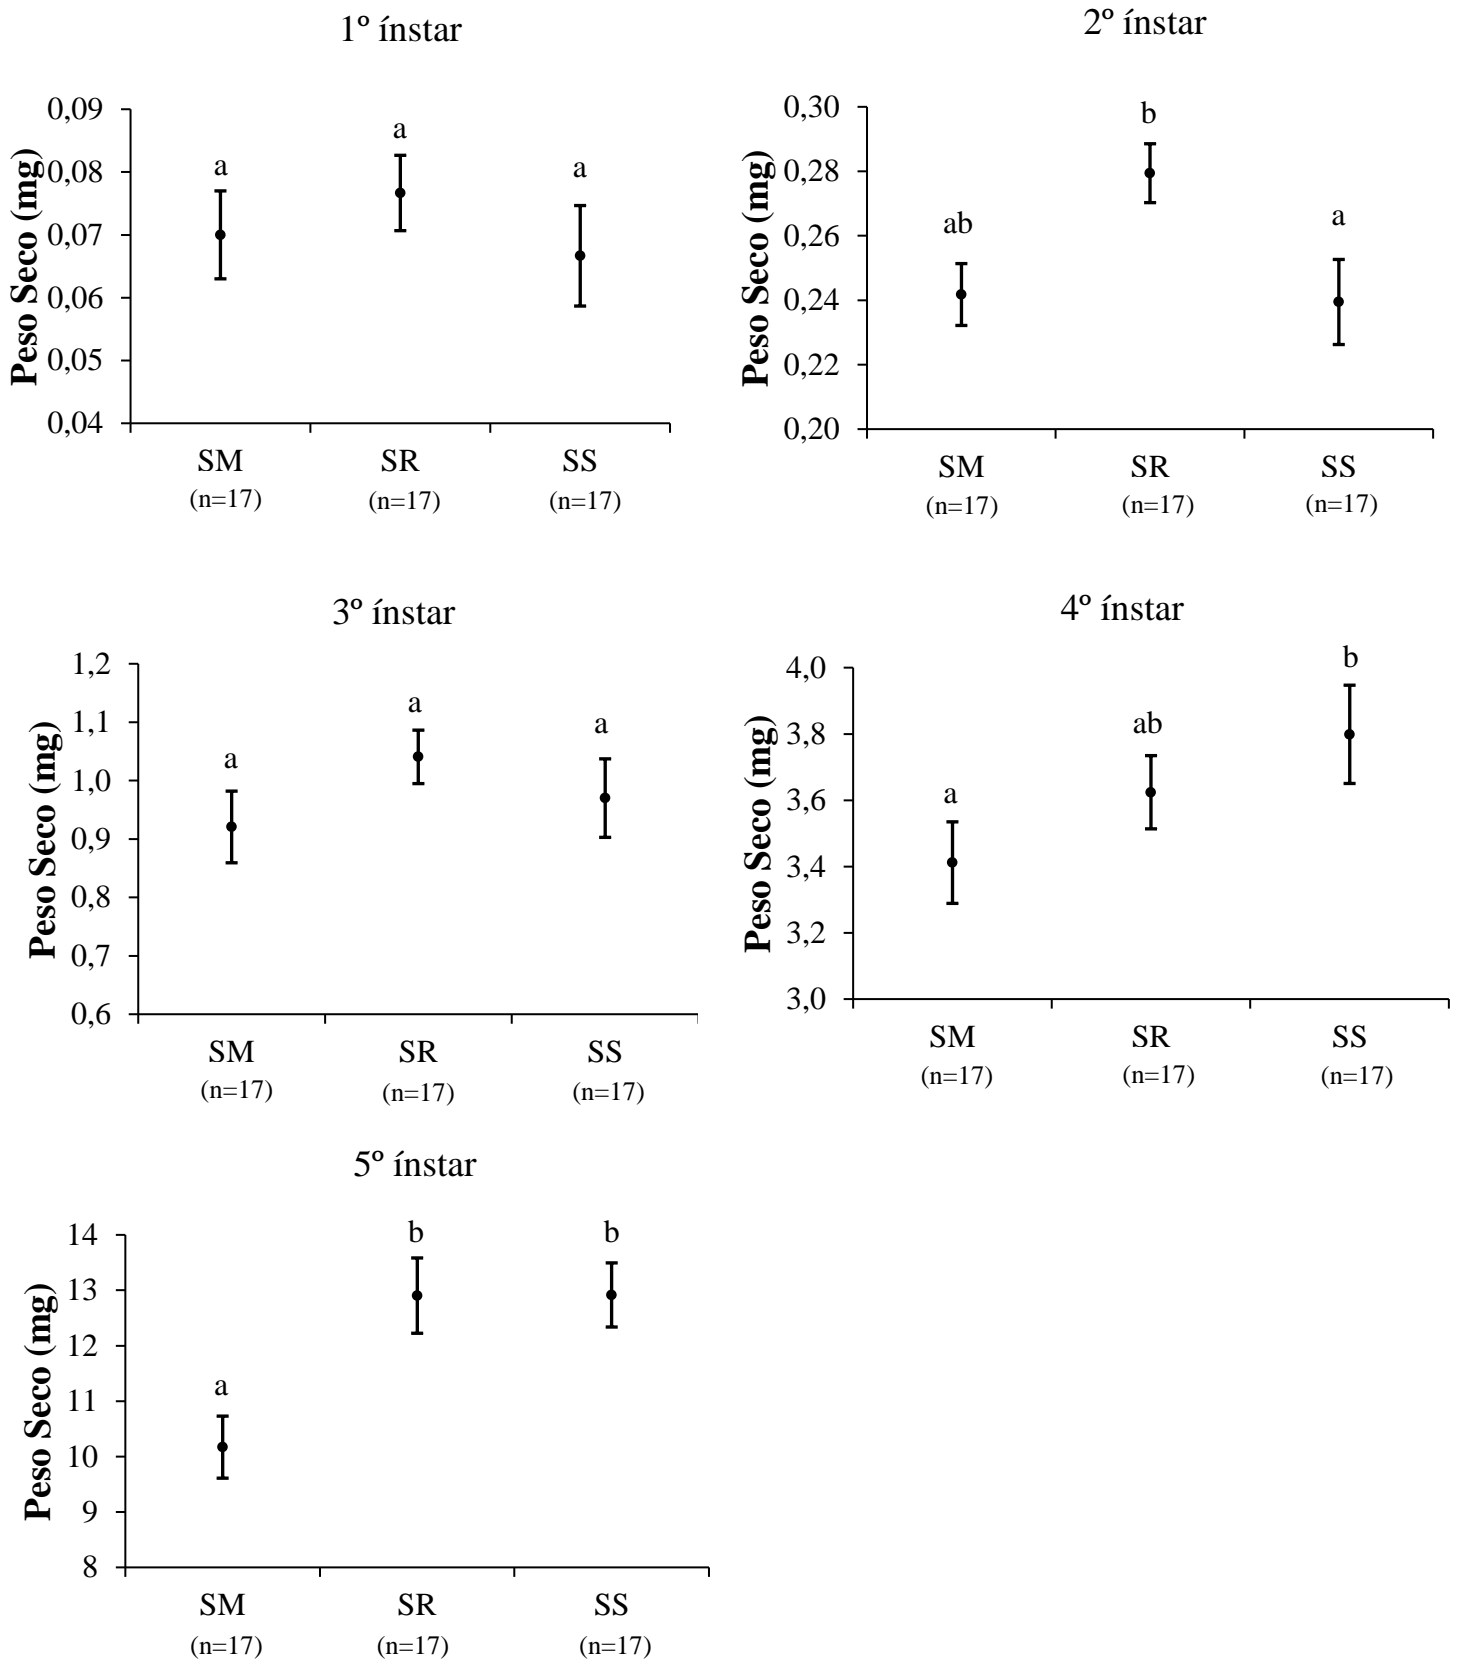 1º ínstar
Peso Seco (mg)
0,09
0,08
0,07
0,06
0,05
0,04
a
a
a
SM
SR
SS
(n=17)
(n=17)
(n=17)
2º ínstar
Peso Seco (mg)
0,30
0,28
0,26
0,24
0,22
0,20
ab
b
a
SM
SR
SS
(n=17)
(n=17)
(n=17)
3º ínstar
Peso Seco (mg)
1,2
1,1
1,0
0,9
0,8
0,7
0,6
a
a
a
SM
SR
SS
(n=17)
(n=17)
(n=17)
4º ínstar
Peso Seco (mg)
4,0
3,8
3,6
3,4
3,2
3,0
a
ab
b
SM
SR
SS
(n=17)
(n=17)
(n=17)
5º ínstar
Peso Seco (mg)
14
13
12
11
10
9
8
a
b
b
SM
SR
SS
(n=17)
(n=17)
(n=17)